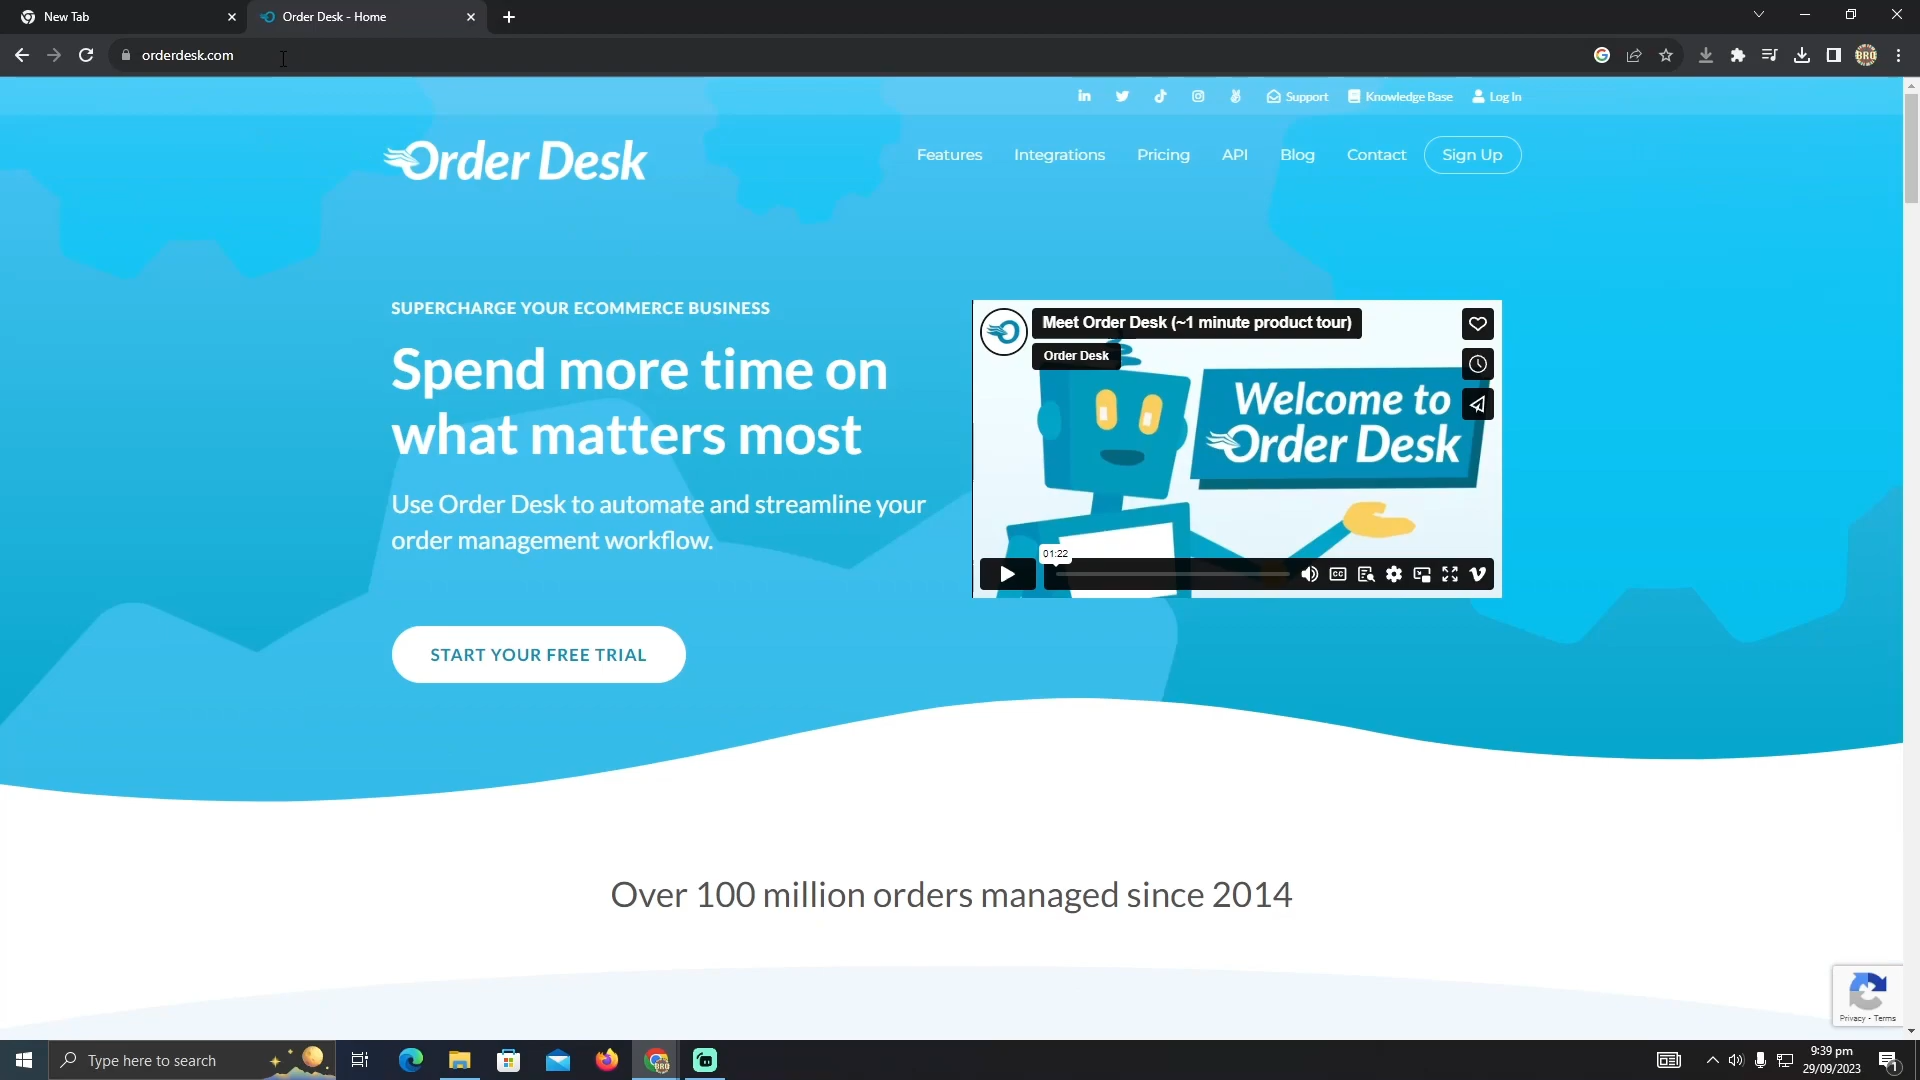 New Tab
Order Desk - Home
orderdesk.com
Support
Knowledge Base
Log In
Order Desk
Features
Integrations
Pricing
API
Blog
Contact
Sign Up
SUPERCHARGE YOUR ECOMMERCE BUSINESS
Spend more time on
what matters most
Use Order Desk to automate and streamline your
order management workflow.
START YOUR FREE TRIAL
Meet Order Desk (~1 minute product tour)
Order Desk
Welcome to
Order Desk
01:22
CC
Over 100 million orders managed since 2014
Privacy - Terms
Type here to search
9:39 pm
29/09/2023
1
BRO